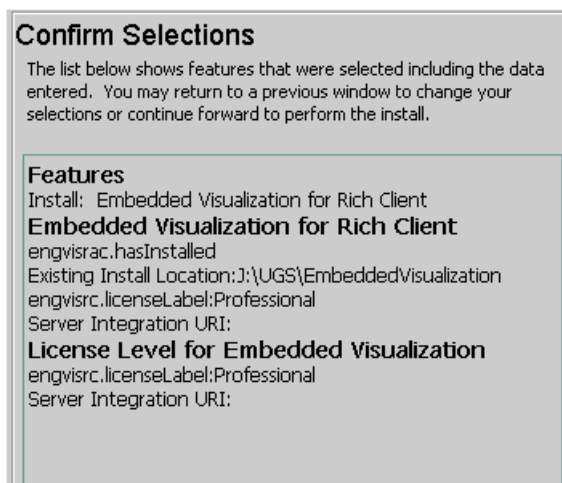 Confirm Selections
The list below shows features that were selected including the data
entered.  You may return to a previous window to change your
selections or continue forward to perform the install.
Features
Install:  Embedded Visualization for Rich Client
Embedded Visualization for Rich Client
engvisrac.hasInstalled
Existing Install Location:J:\UGS\EmbeddedVisualization
engvisrc.licenseLabel:Professional
Server Integration URI:
License Level for Embedded Visualization
engvisrc.licenseLabel:Professional
Server Integration URI: